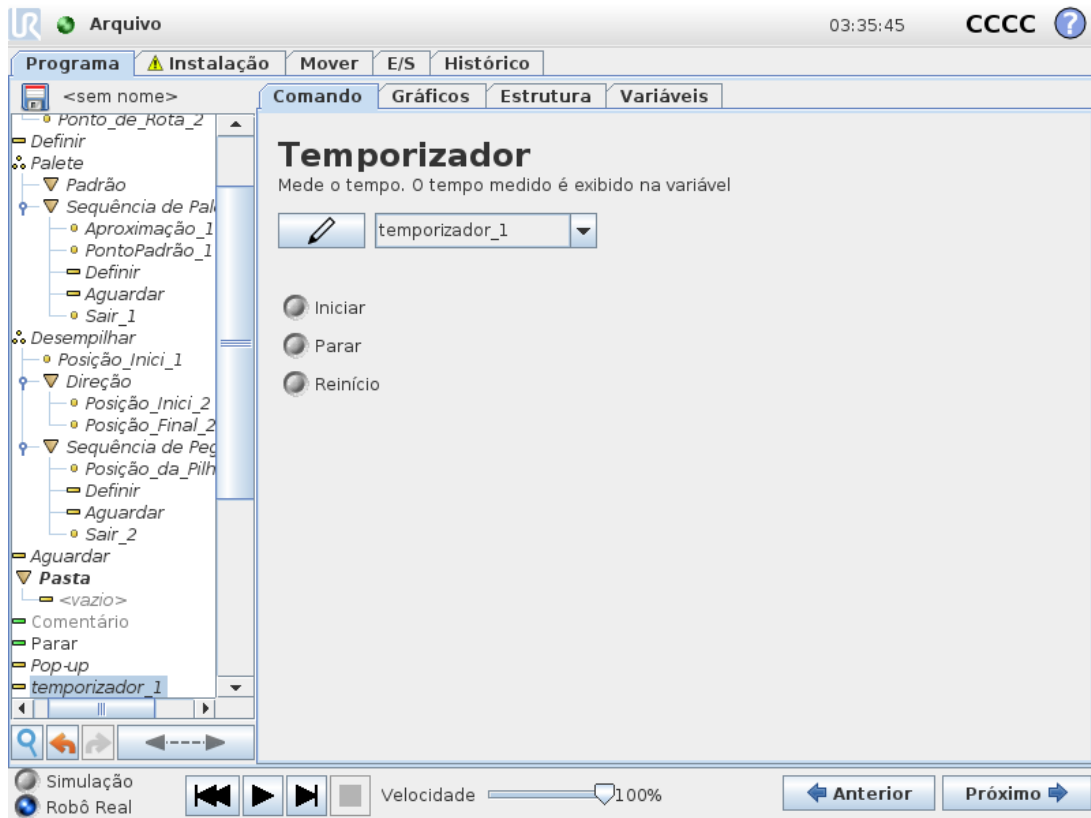 UR Arquivo 03:35:45 CCCC ?
Programa Instalação Mover E/S Histórico
<sem nome>
Comando Gráficos Estrutura Variáveis
Ponto_de_Rota_2
Definir
Palete
Padrão
Sequência de Pal
Aproximação_1
PontoPadrão_1
Definir
Aguardar
Sair_1
Desempilhar
Posição_Inici_1
Direção
Posição_Inici_2
Posição_Final_2
Sequência de Peg
Posição_da_Pilh
Definir
Aguardar
Sair_2
Aguardar
Pasta
<vazio>
Comentário
Parar
Pop-up
temporizador_1
Temporizador
Mede o tempo. O tempo medido é exibido na variável
temporizador_1
Iniciar
Parar
Reinício
Simulação
Robô Real
Velocidade 100%
Anterior
Próximo